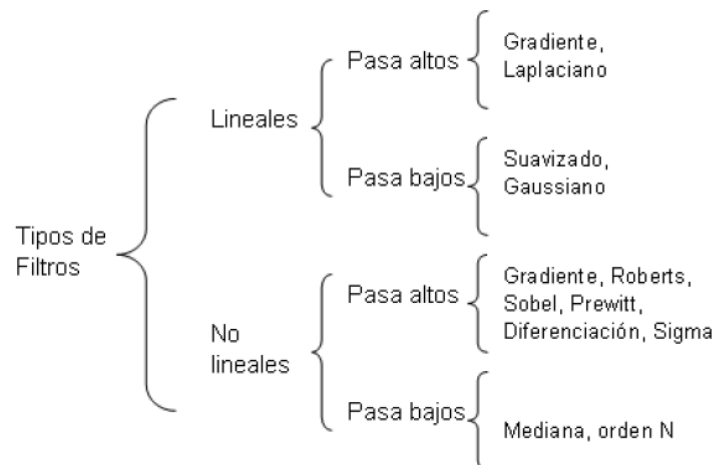 Tipos de
Filtros
Lineales
Pasa altos
Gradiente,
Laplaciano
Pasa bajos
Suavizado,
Gaussiano
No
lineales
Pasa altos
Gradiente, Roberts,
Sobel, Prewitt,
Diferenciación, Sigma
Pasa bajos
Mediana, orden N